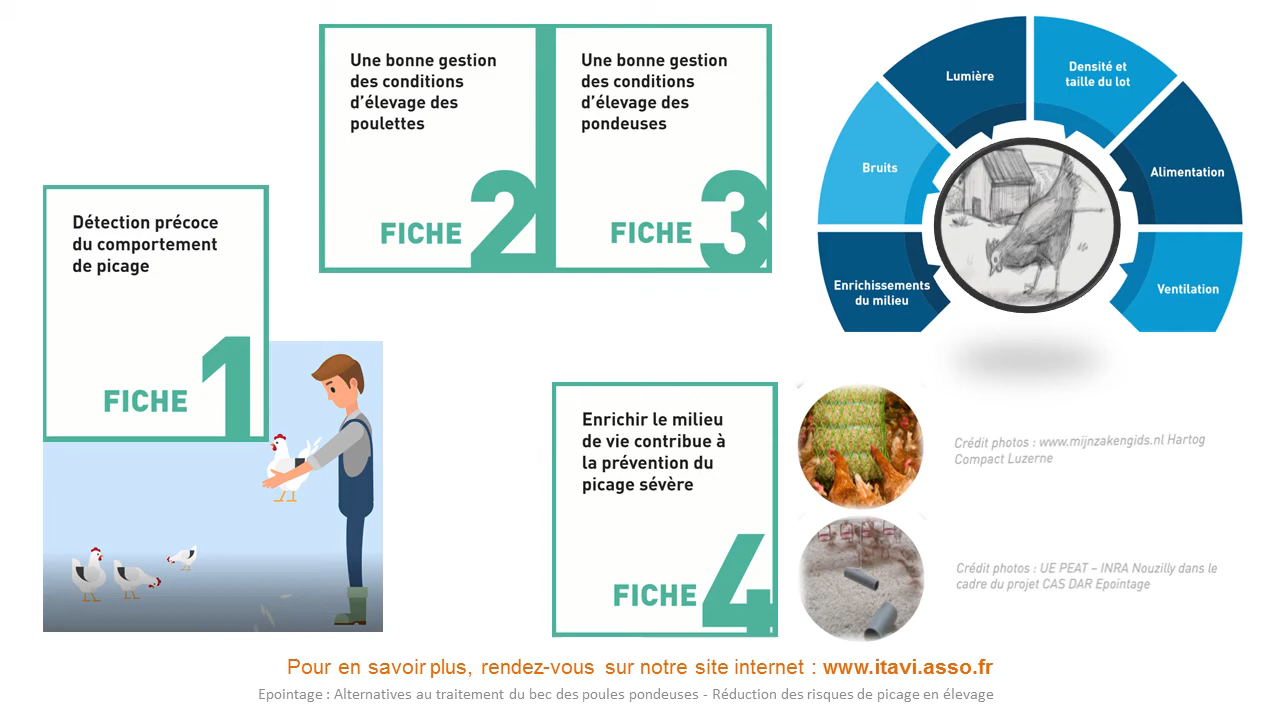 Détection précoce
du comportement
de picage
FICHE 1
Une bonne gestion
des conditions
d'élevage des
poulettes
FICHE 2
Une bonne gestion
des conditions
d'élevage des
pondeuses
FICHE 3
Enrichissements
du milieu
Bruits
Lumière
Densité et
taille du lot
Alimentation
Ventilation
Enrichir le milieu
de vie contribue à
la prévention du
picage sévère
FICHE 4
Crédit photos : www.mijnzakengids.nl Hartog
Compact Luzerne
Crédit photos : UE PEAT – INRA Nouzilly dans le
cadre du projet CAS DAR Epointage
Pour en savoir plus, rendez-vous sur notre site internet : www.itavi.asso.fr
Epointage : Alternatives au traitement du bec des poules pondeuses - Réduction des risques de picage en élevage